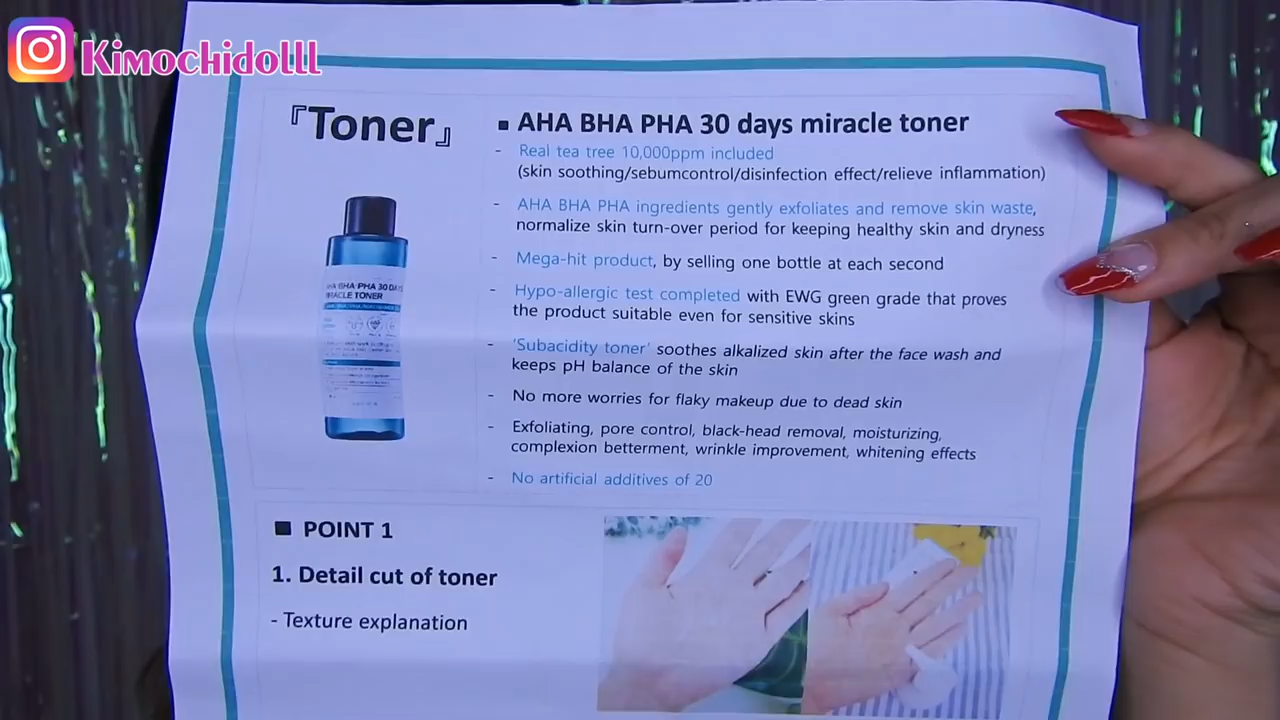 Kimochidolll
『Toner』
■ AHA BHA PHA 30 days miracle toner
- Real tea tree 10,000ppm included
(skin soothing/sebumcontrol/disinfection effect/relieve inflammation)
- AHA BHA PHA ingredients gently exfoliates and remove skin waste,
normalize skin turn-over period for keeping healthy skin and dryness
- Mega-hit product, by selling one bottle at each second
- Hypo-allergic test completed with EWG green grade that proves
the product suitable even for sensitive skins
- 'Subacidity toner' soothes alkalized skin after the face wash and
keeps pH balance of the skin
- No more worries for flaky makeup due to dead skin
- Exfoliating, pore control, black-head removal, moisturizing,
complexion betterment, wrinkle improvement, whitening effects
- No artificial additives of 20
AHA BHA PHA 30 DAYS
MIRACLE TONER
■ POINT 1
1. Detail cut of toner
- Texture explanation